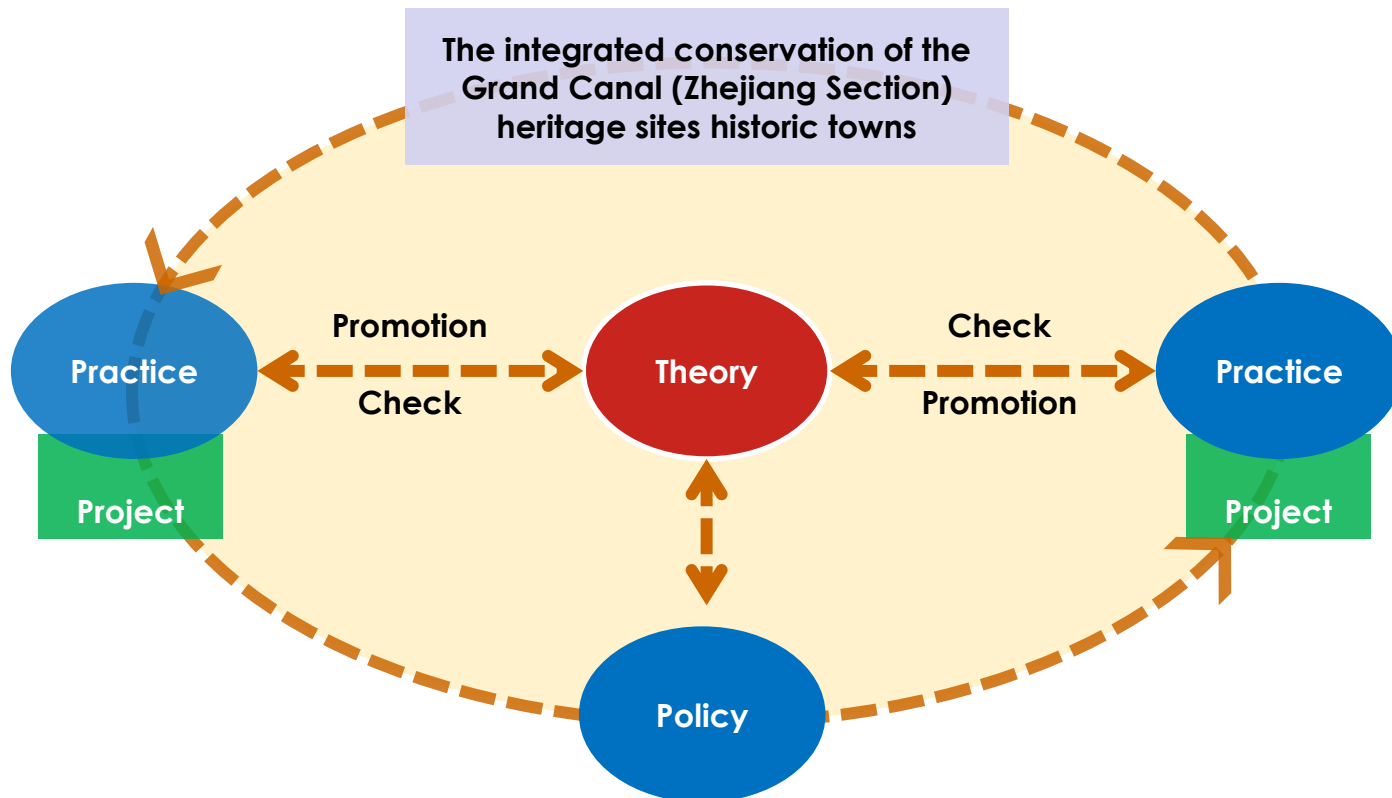 The integrated conservation of the
Grand Canal (Zhejiang Section)
heritage sites historic towns
Promotion
Check
Practice
Theory
Practice
Check
Promotion
Project
Project
Policy